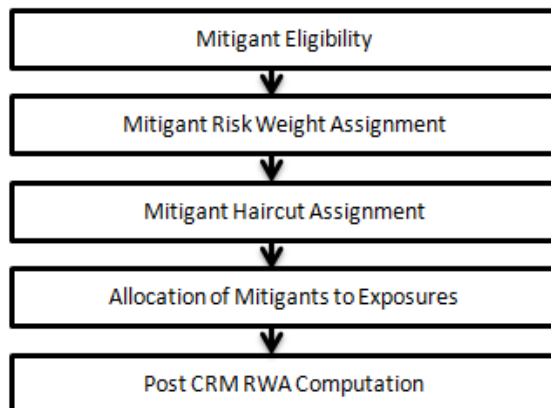 Mitigant Eligibility
Mitigant Risk Weight Assignment
Mitigant Haircut Assignment
Allocation of Mitigants to Exposures
Post CRM RWA Computation